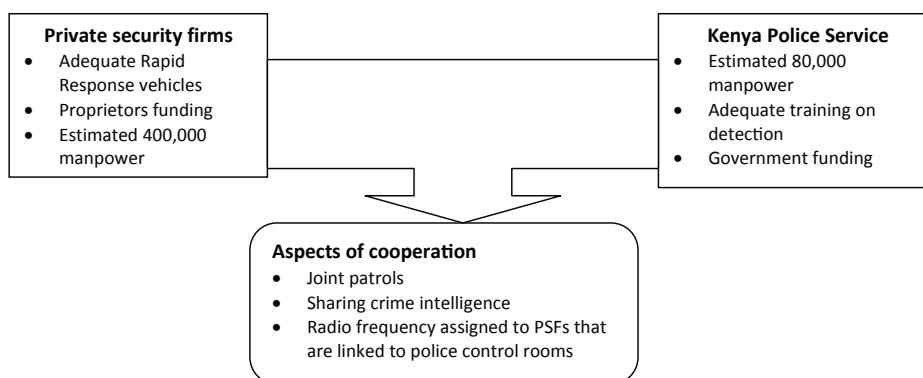 Private security firms
• Adequate Rapid
Response vehicles
• Proprietors funding
• Estimated 400,000
manpower
Kenya Police Service
• Estimated 80,000
manpower
• Adequate training on
detection
• Government funding
Aspects of cooperation
• Joint patrols
• Sharing crime intelligence
• Radio frequency assigned to PSFs that
are linked to police control rooms